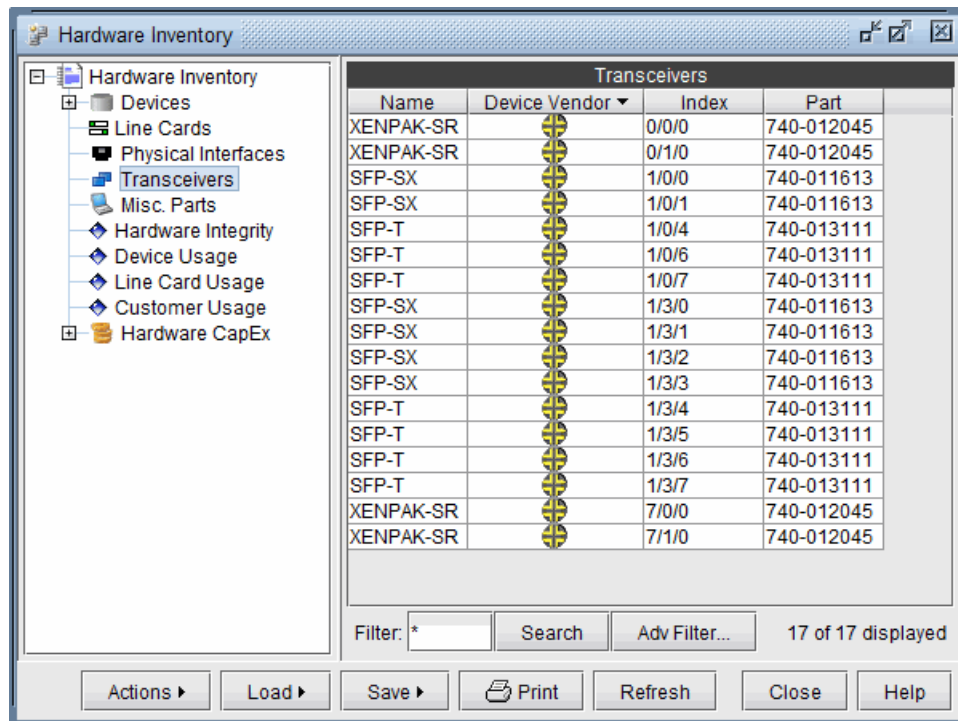 Hardware Inventory
Hardware Inventory
Devices
Line Cards
Physical Interfaces
Transceivers
Misc. Parts
Hardware Integrity
Device Usage
Line Card Usage
Customer Usage
Hardware CapEx
Transceivers
Name Device Vendor Index Part
XENPAK-SR 0/0/0 740-012045
XENPAK-SR 0/1/0 740-012045
SFP-SX 1/0/0 740-011613
SFP-SX 1/0/1 740-011613
SFP-T 1/0/4 740-013111
SFP-T 1/0/6 740-013111
SFP-T 1/0/7 740-013111
SFP-SX 1/3/0 740-011613
SFP-SX 1/3/1 740-011613
SFP-SX 1/3/2 740-011613
SFP-SX 1/3/3 740-011613
SFP-T 1/3/4 740-013111
SFP-T 1/3/5 740-013111
SFP-T 1/3/6 740-013111
SFP-T 1/3/7 740-013111
XENPAK-SR 7/0/0 740-012045
XENPAK-SR 7/1/0 740-012045
Filter: * Search Adv Filter... 17 of 17 displayed
Actions Load Save Print Refresh Close Help